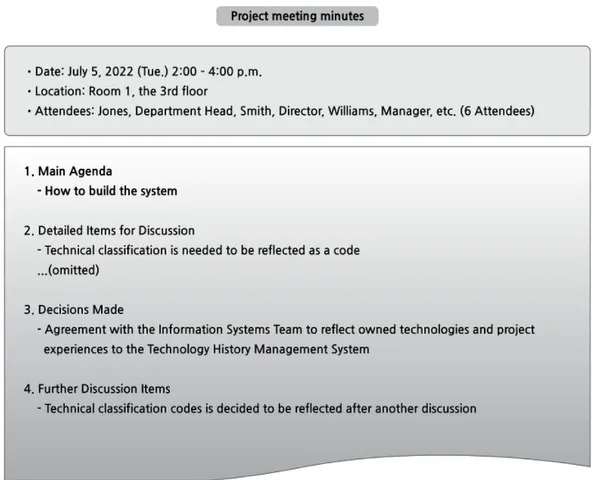 Project meeting minutes
· Date: July 5, 2022 (Tue.) 2:00 - 4:00 p.m.
· Location: Room 1, the 3rd floor
· Attendees: Jones, Department Head, Smith, Director, Williams, Manager, etc. (6 Attendees)
1. Main Agenda
- How to build the system
2. Detailed Items for Discussion
- Technical classification is needed to be reflected as a code
...(omitted)
3. Decisions Made
- Agreement with the Information Systems Team to reflect owned technologies and project
experiences to the Technology History Management System
4. Further Discussion Items
- Technical classification codes is decided to be reflected after another discussion